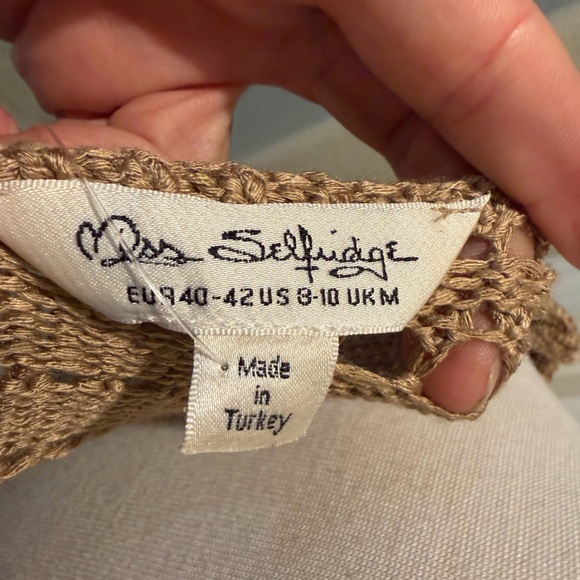 Miss Selfridge
EUR 40-42 US 8-10 UK M
Made
in
Turkey